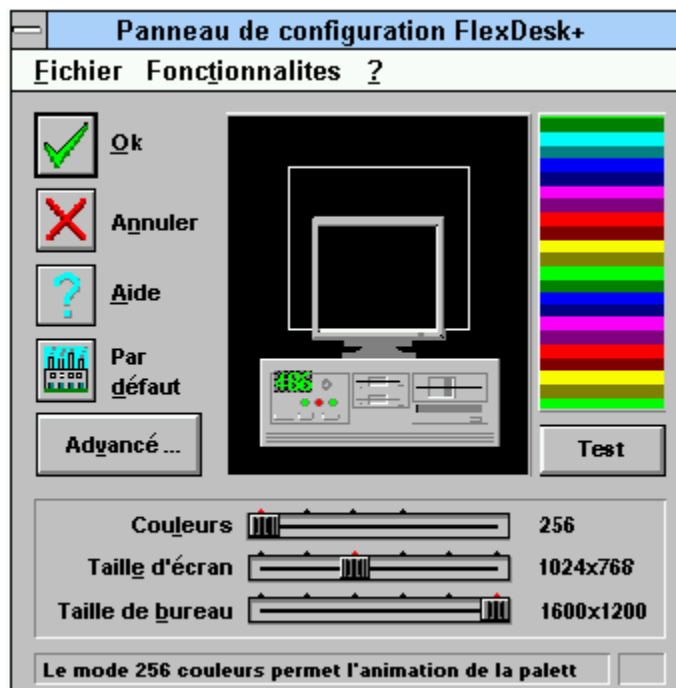 Panneau de configuration FlexDesk+
Fichier Fonctionnalites ?
Ok
Annuler
Aide
Par
défaut
Advancé ...
Test
Couleurs 256
Taille d'écran 1024x768
Taille de bureau 1600x1200
Le mode 256 couleurs permet l'animation de la palett